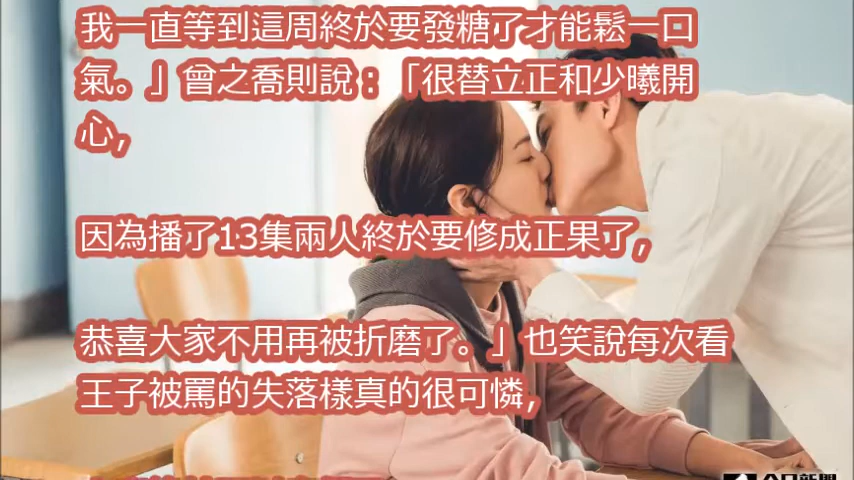 我一直等到這周終於要發糖了才能鬆一口
氣。』曾之喬則說：「很替立正和少曦開
心，
因為播了13集兩人終於要修成正果了，
恭喜大家不用再被折磨了。』也笑說每次看
王子被罵的失落樣真的很可憐，